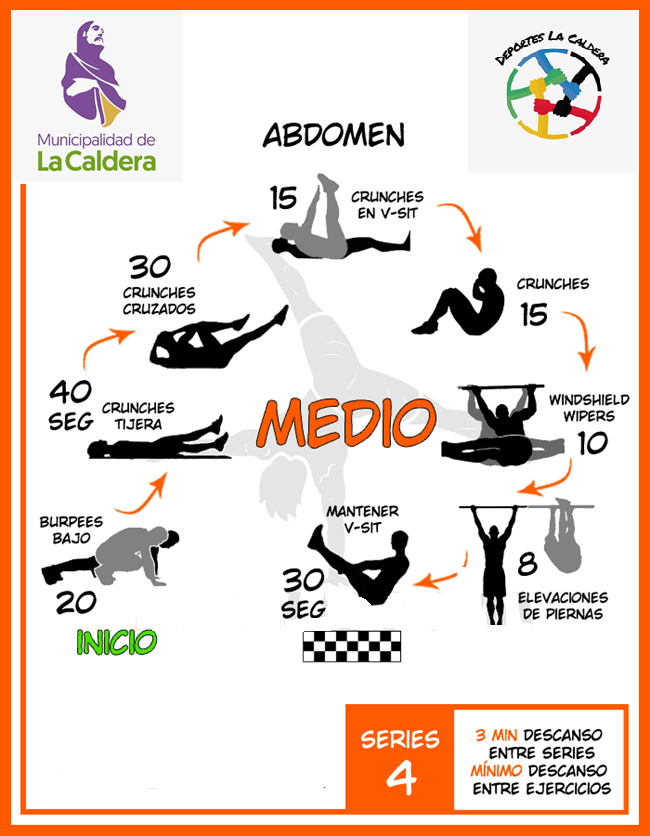 Municipalidad de
La Caldera
DEPORTES LA CALDERA
ABDOMEN
15
CRUNCHES
EN V-SIT
30
CRUNCHES
CRUZADOS
CRUNCHES
15
40
SEG
CRUNCHES
TIJERA
MEDIO
WINDSHIELD
WIPERS
10
BURPEES
BAJO
20
INICIO
MANTENER
V-SIT
30
SEG
8
ELEVACIONES
DE PIERNAS
SERIES
4
3 MIN DESCANSO
ENTRE SERIES
MÍNIMO DESCANSO
ENTRE EJERCICIOS